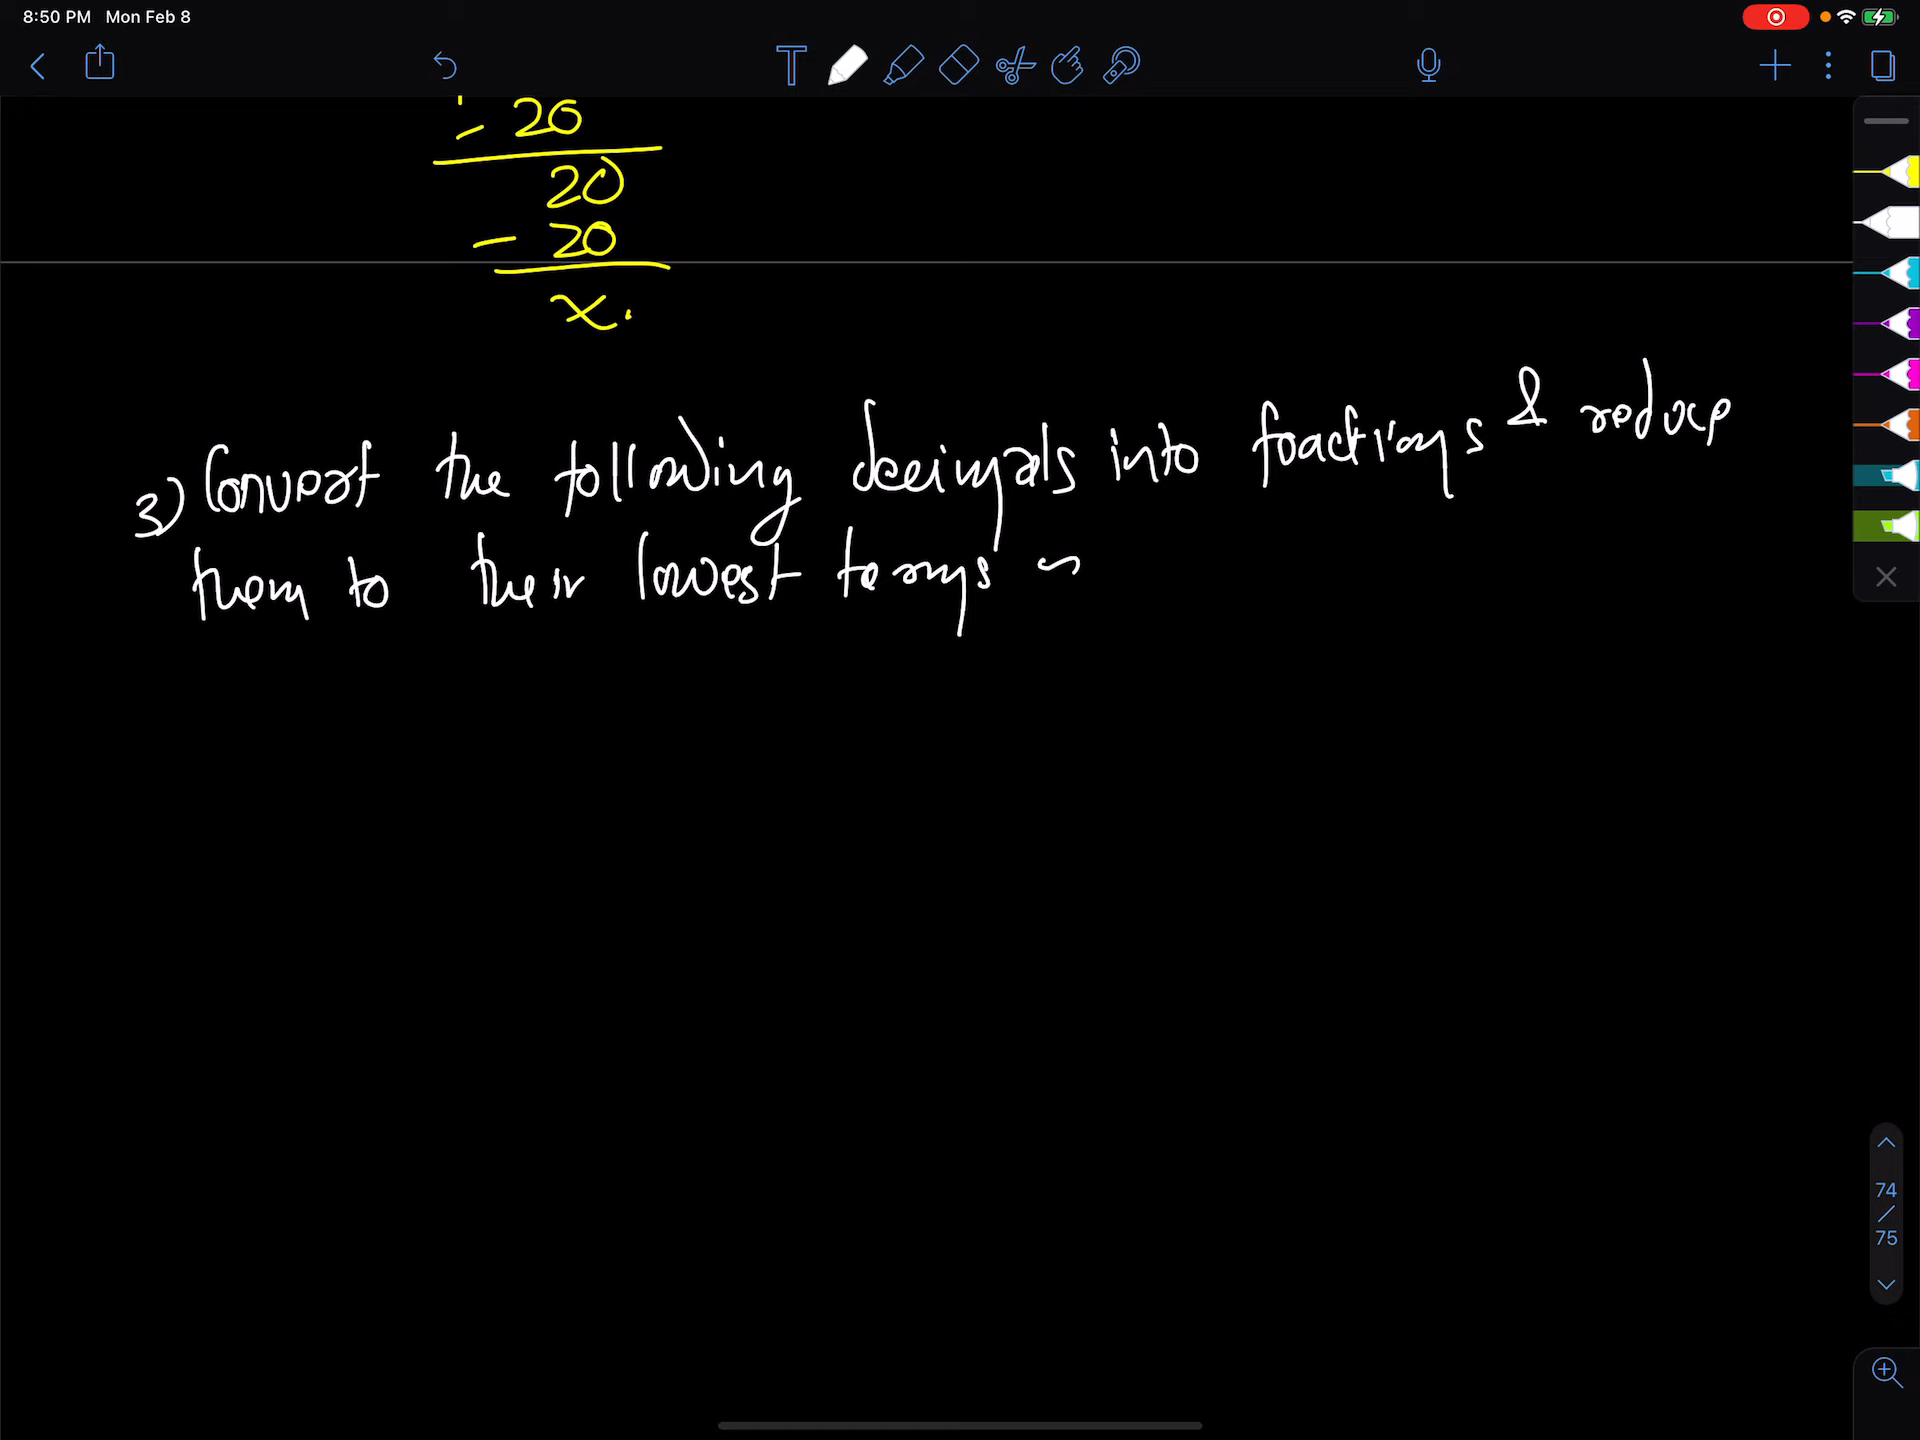 8:50 PM Mon Feb 8
- 20
20
- 20
x.
3) Convert the following decimals into fractions & reduce
them to their lowest terms
74
/
75